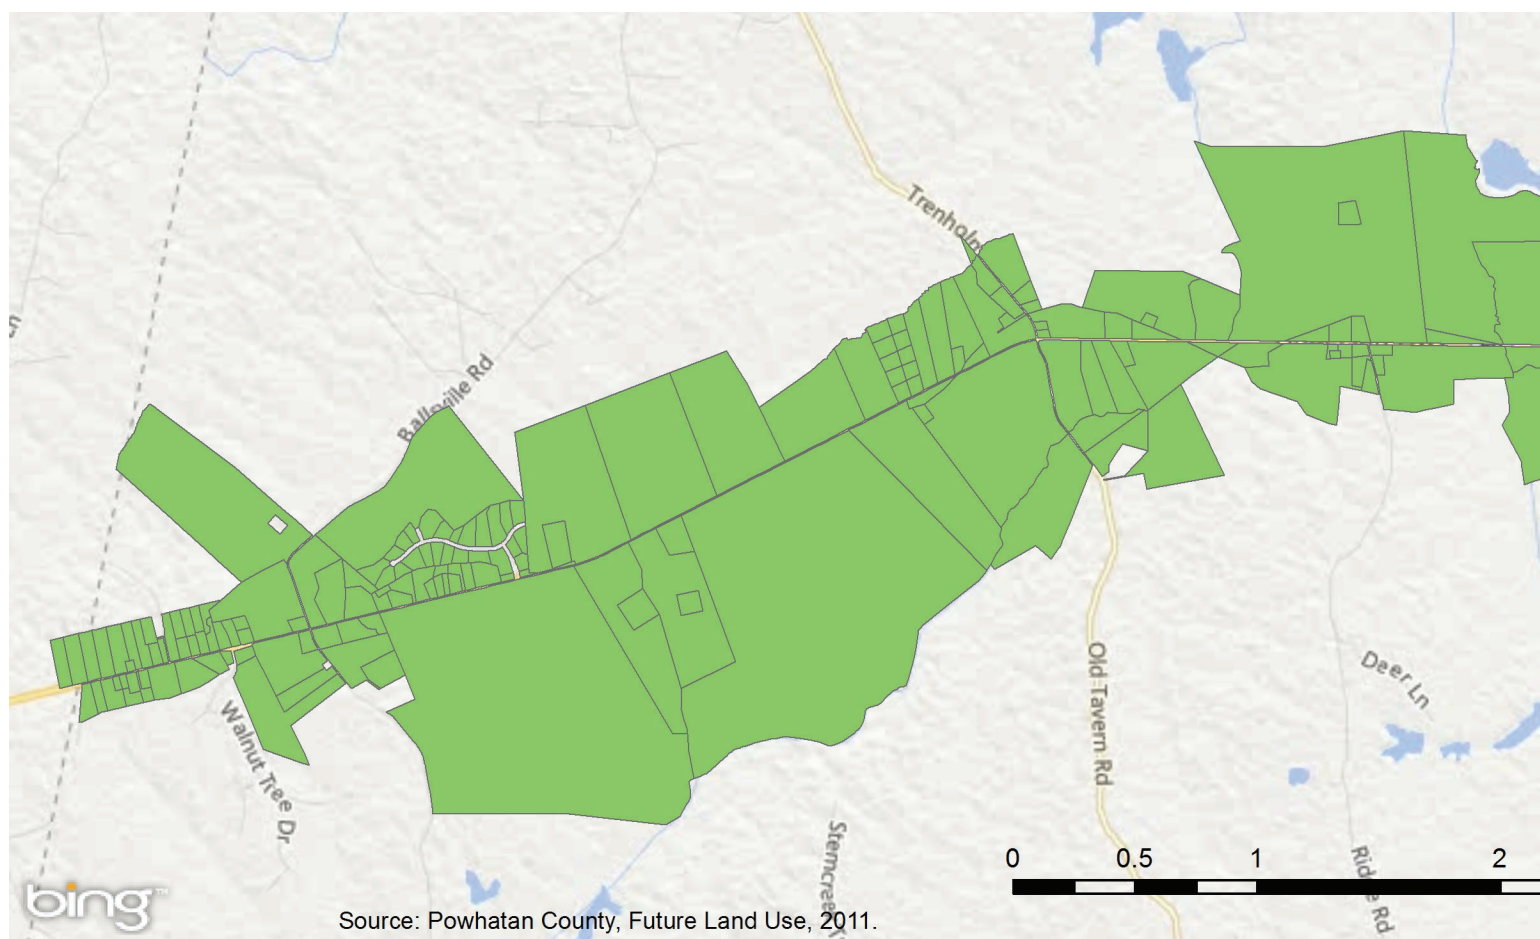 Trenholm
Ballsville Rd
Walnut Tree Dr
Old Tavern Rd
Deer Ln
0 0.5 1 2
bing™
Source: Powhatan County, Future Land Use, 2011.